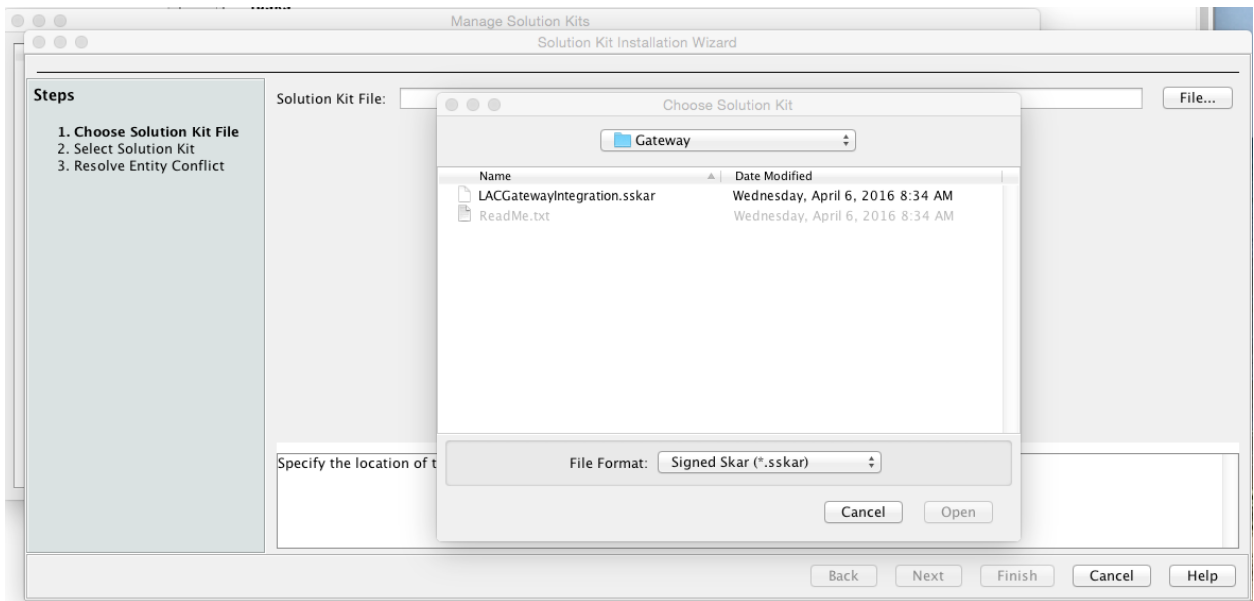 Manage Solution Kits
Solution Kit Installation Wizard
Steps
1. Choose Solution Kit File
2. Select Solution Kit
3. Resolve Entity Conflict
Solution Kit File:
File...
Choose Solution Kit
Gateway
Name Date Modified
LACGatewayIntegration.sskar Wednesday, April 6, 2016 8:34 AM
ReadMe.txt Wednesday, April 6, 2016 8:34 AM
Specify the location of t
File Format: Signed Skar (*.sskar)
Cancel Open
Back Next Finish Cancel Help